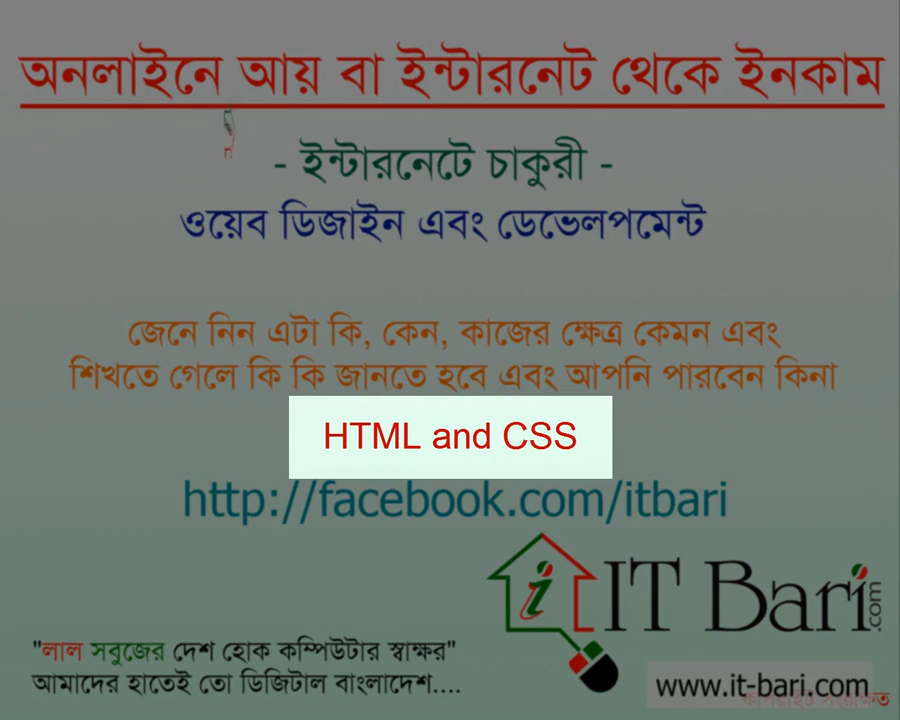 অনলাইনে আয় বা ইন্টারনেট থেকে ইনকাম
- ইন্টারনেটে চাকুরী -
ওয়েব ডিজাইন এবং ডেভেলপমেন্ট
জেনে নিন এটা কি, কেন, কাজের ক্ষেত্র কেমন এবং
শিখতে গেলে কি কি জানতে হবে এবং আপনি পারবেন কিনা
HTML and CSS
http://facebook.com/itbari
i IT Bari.com
"লাল সবুজের দেশ হোক কম্পিউটার স্বাক্ষর"
আমাদের হাতেই তো ডিজিটাল বাংলাদেশ....
www.it-bari.com